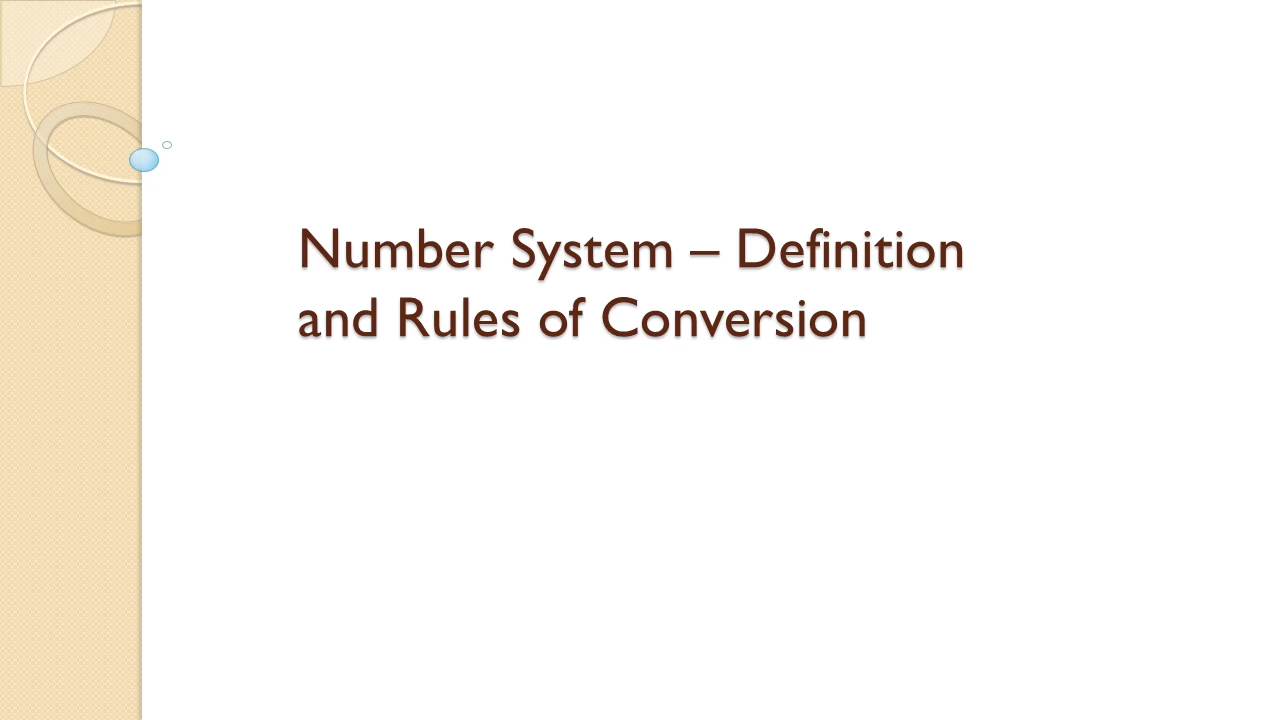 Number System – Definition
and Rules of Conversion